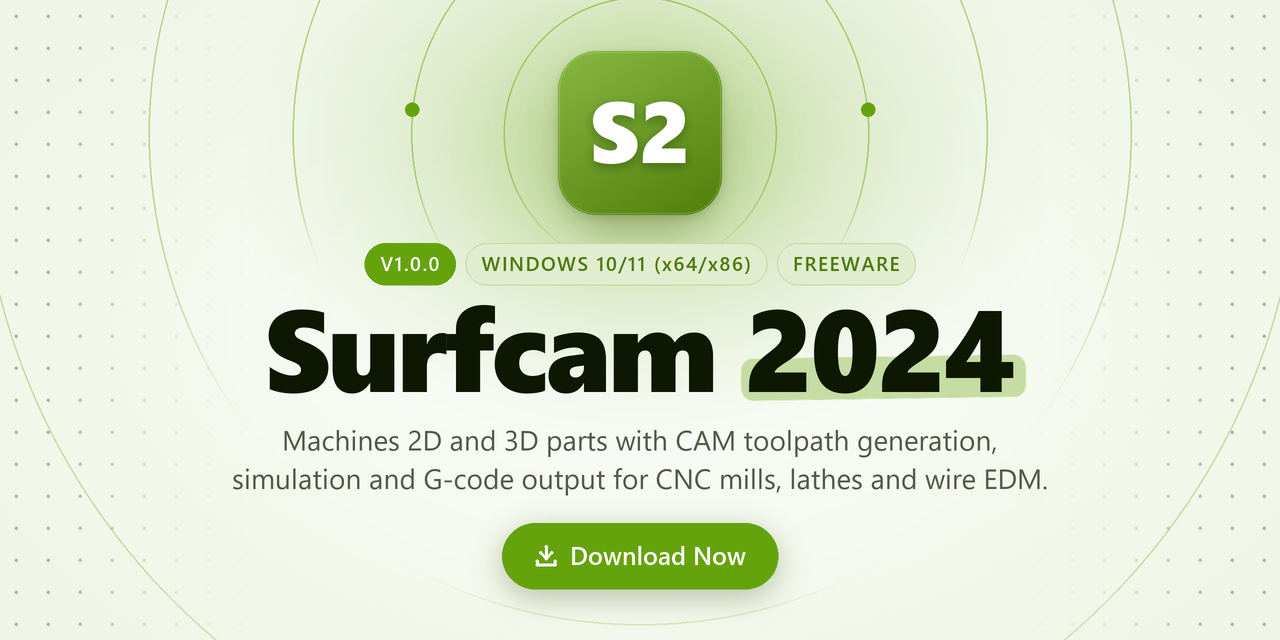 S2
V1.0.0 WINDOWS 10/11 (x64/x86) FREEWARE
Surfcam 2024
Machines 2D and 3D parts with CAM toolpath generation,
simulation and G-code output for CNC mills, lathes and wire EDM.
Download Now